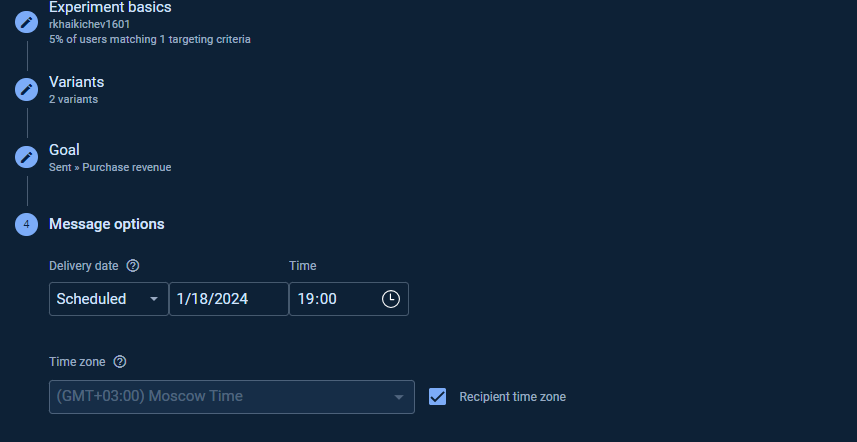 Experiment basics
rkhaikichev1601
5% of users matching 1 targeting criteria
Variants
2 variants
Goal
Sent » Purchase revenue
4 Message options
Delivery date ? Time
Scheduled 1/18/2024 19:00
Time zone ?
(GMT+03:00) Moscow Time Recipient time zone